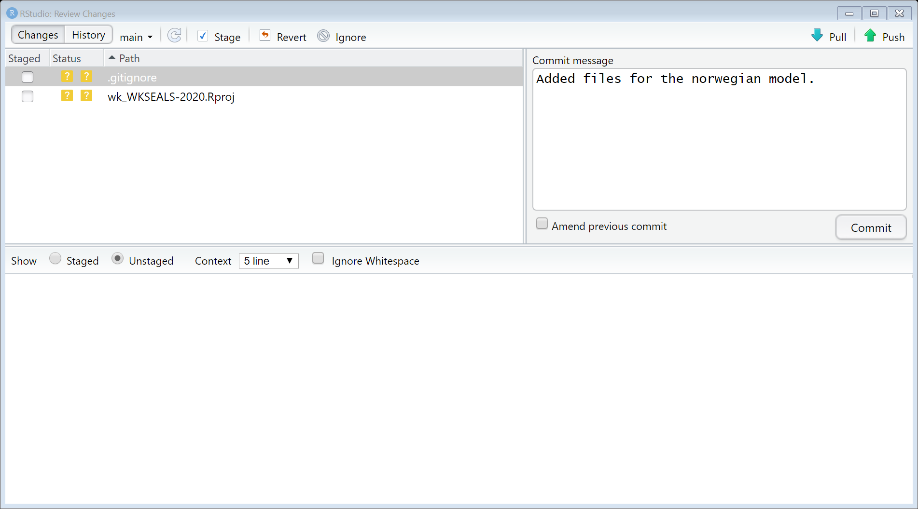 RStudio: Review Changes
Changes History main Stage Revert Ignore Pull Push
Staged Status Path
? ? .gitignore
? ? wk_WKSEALS-2020.Rproj
Commit message
Added files for the norwegian model.
Amend previous commit Commit
Show Staged Unstaged Context 5 line Ignore Whitespace